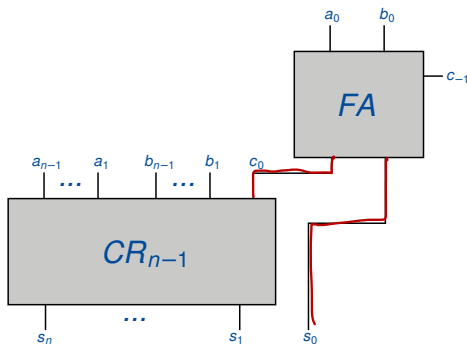 a₀ b₀
c₋₁
FA
aₙ₋₁ ... a₁ bₙ₋₁ ... b₁ c₀
CRₙ₋₁
...
sₙ s₁ s₀